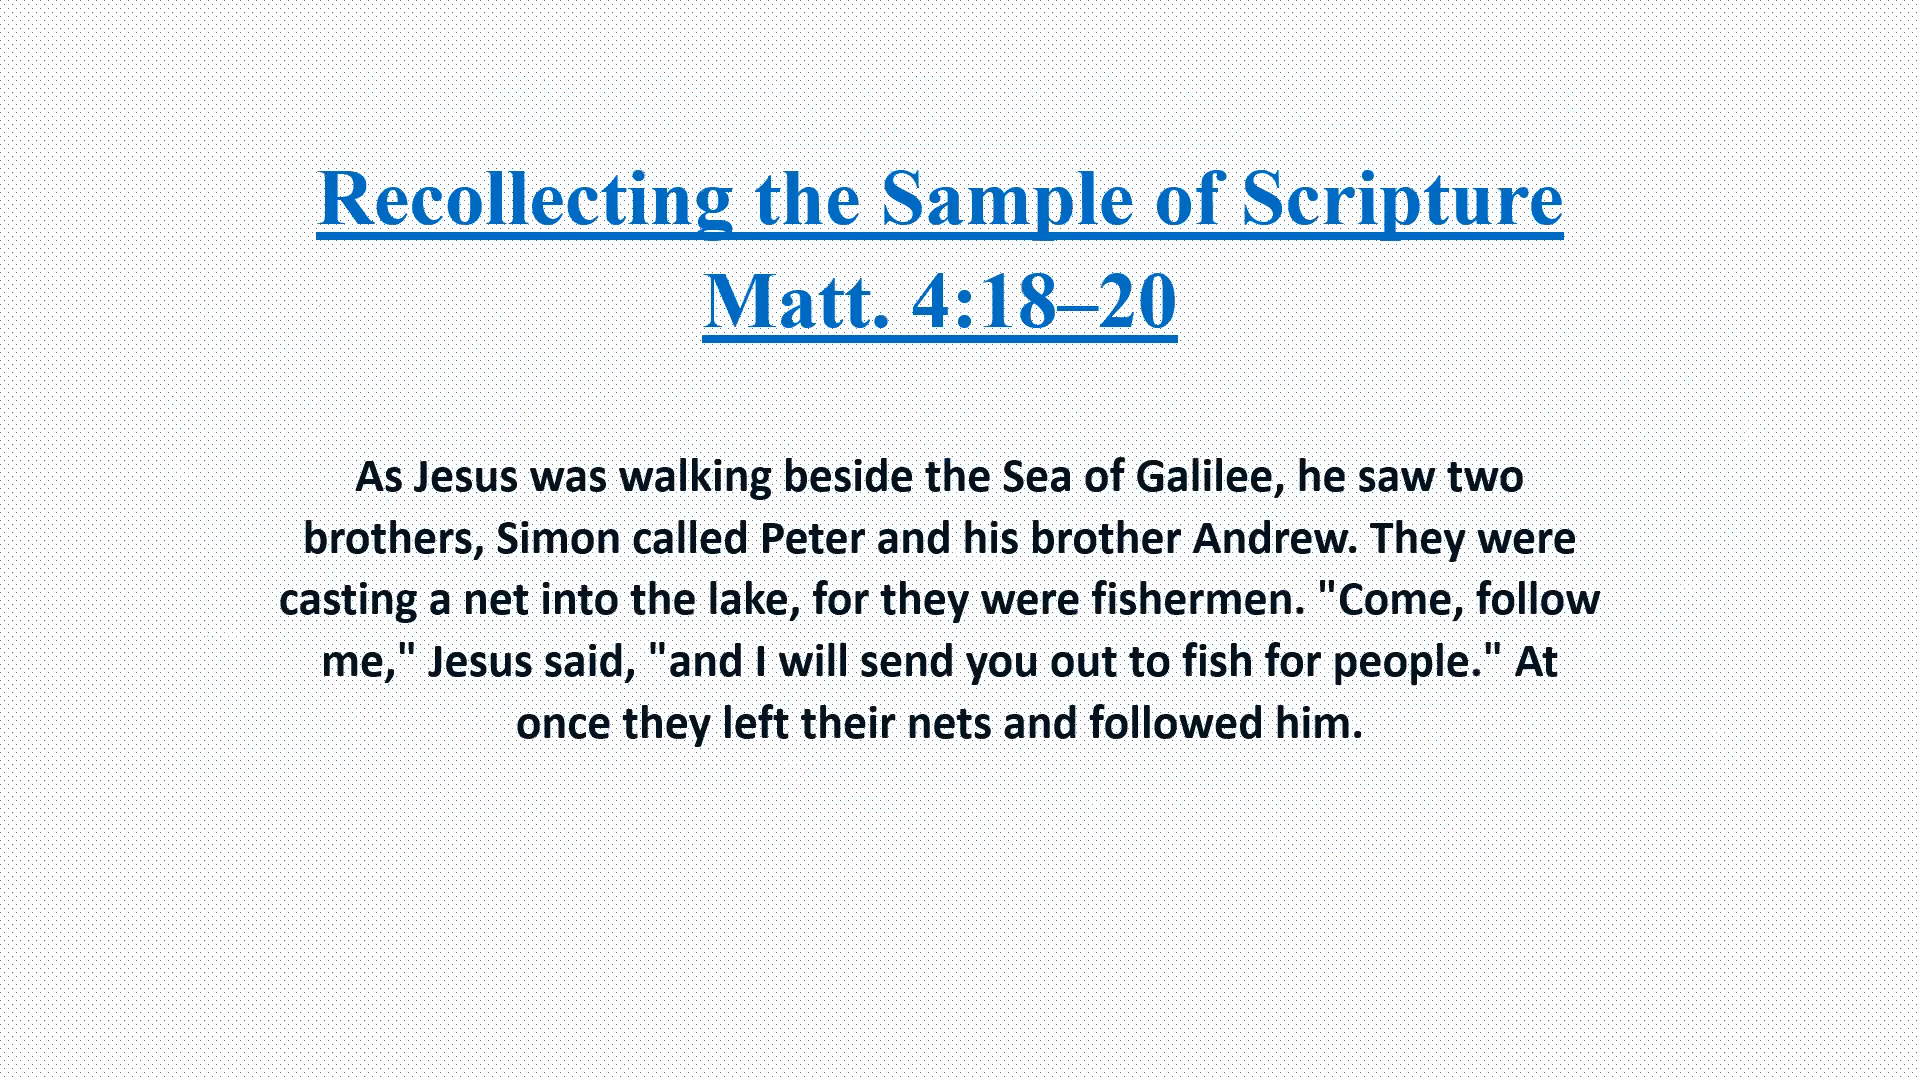 Recollecting the Sample of Scripture
Matt. 4:18–20
As Jesus was walking beside the Sea of Galilee, he saw two
brothers, Simon called Peter and his brother Andrew. They were
casting a net into the lake, for they were fishermen. "Come, follow
me," Jesus said, "and I will send you out to fish for people." At
once they left their nets and followed him.